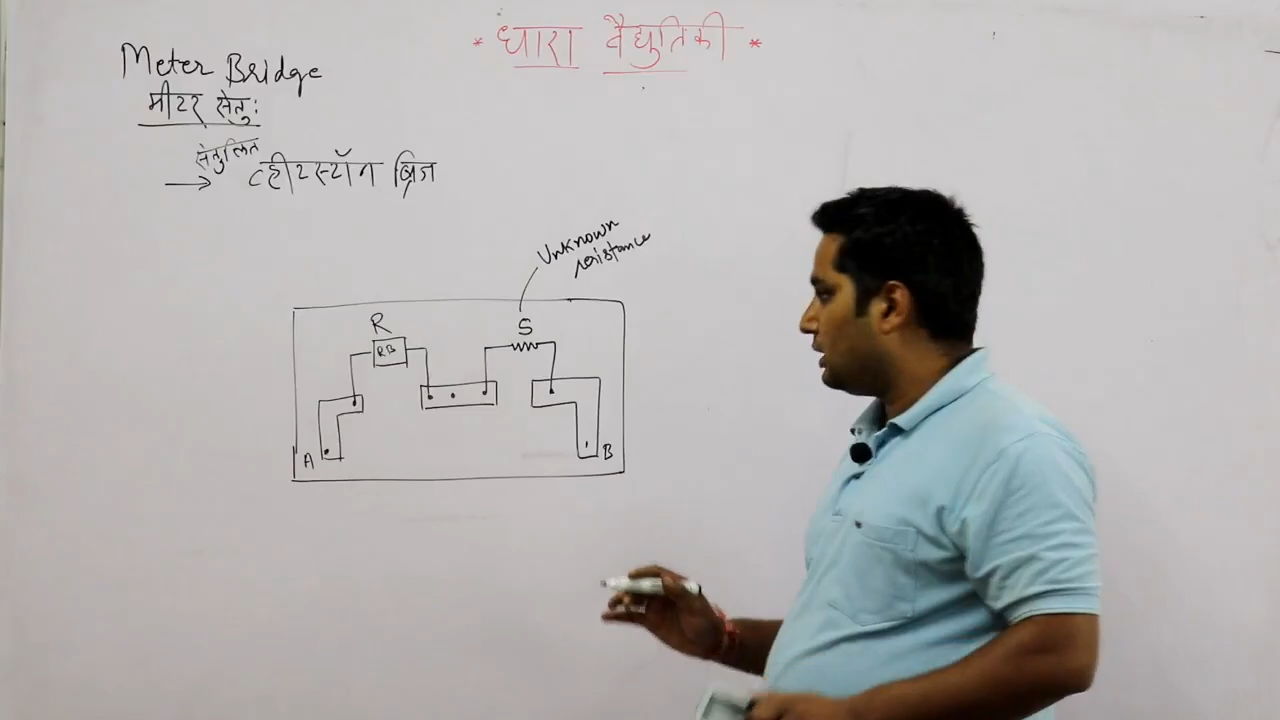 * धारा वैद्युतिकी *
Meter Bridge
मीटर सेतु:
संतुलित
→ व्हीटस्टॉन ब्रिज
Unknown
resistance
R
S
RB
A
B